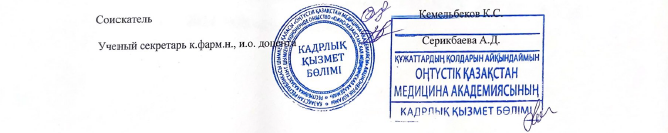 Соискатель Кемельбеков К.С.
Ученый секретарь к.фарм.н., и.о. доцента Серикбаева А.Д.
КАДРЛЫҚ
ҚЫЗМЕТ
БӨЛІМІ
ҚҰЖАТТАРДЫҢ ҚОЛДАРЫН АЙҚЫНДАЙМЫН
ОҢТҮСТІК ҚАЗАҚСТАН
МЕДИЦИНА АКАДЕМИЯСЫНЫҢ
КАДРЛЫҚ ҚЫЗМЕТ БӨЛІМІ